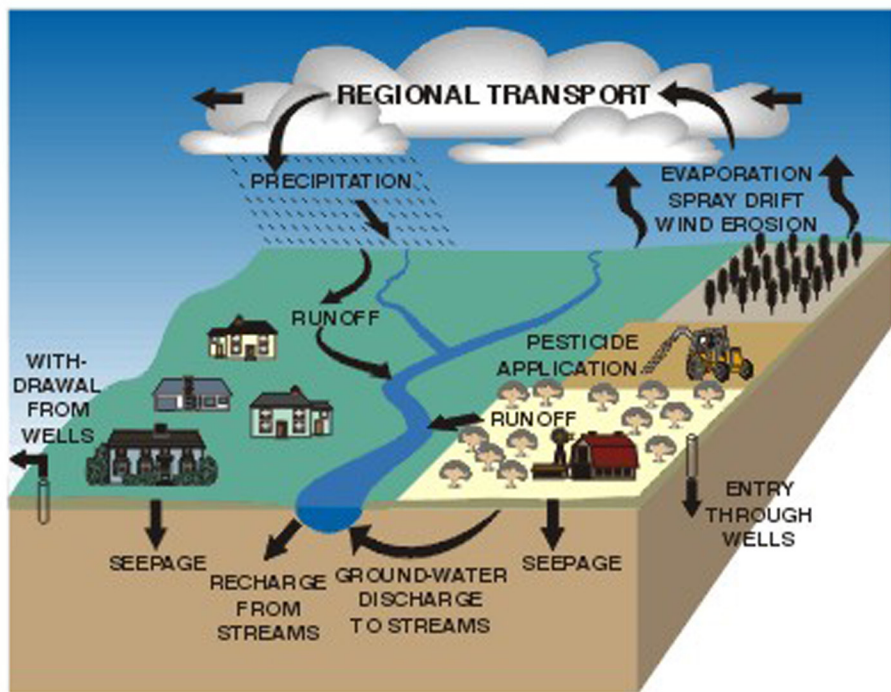 REGIONAL TRANSPORT
PRECIPITATION
EVAPORATION
SPRAY DRIFT
WIND EROSION
RUNOFF
PESTICIDE
APPLICATION
WITH-
DRAWAL
FROM
WELLS
RUNOFF
ENTRY
THROUGH
WELLS
SEEPAGE
RECHARGE
FROM
STREAMS
GROUND-WATER
DISCHARGE
TO STREAMS
SEEPAGE